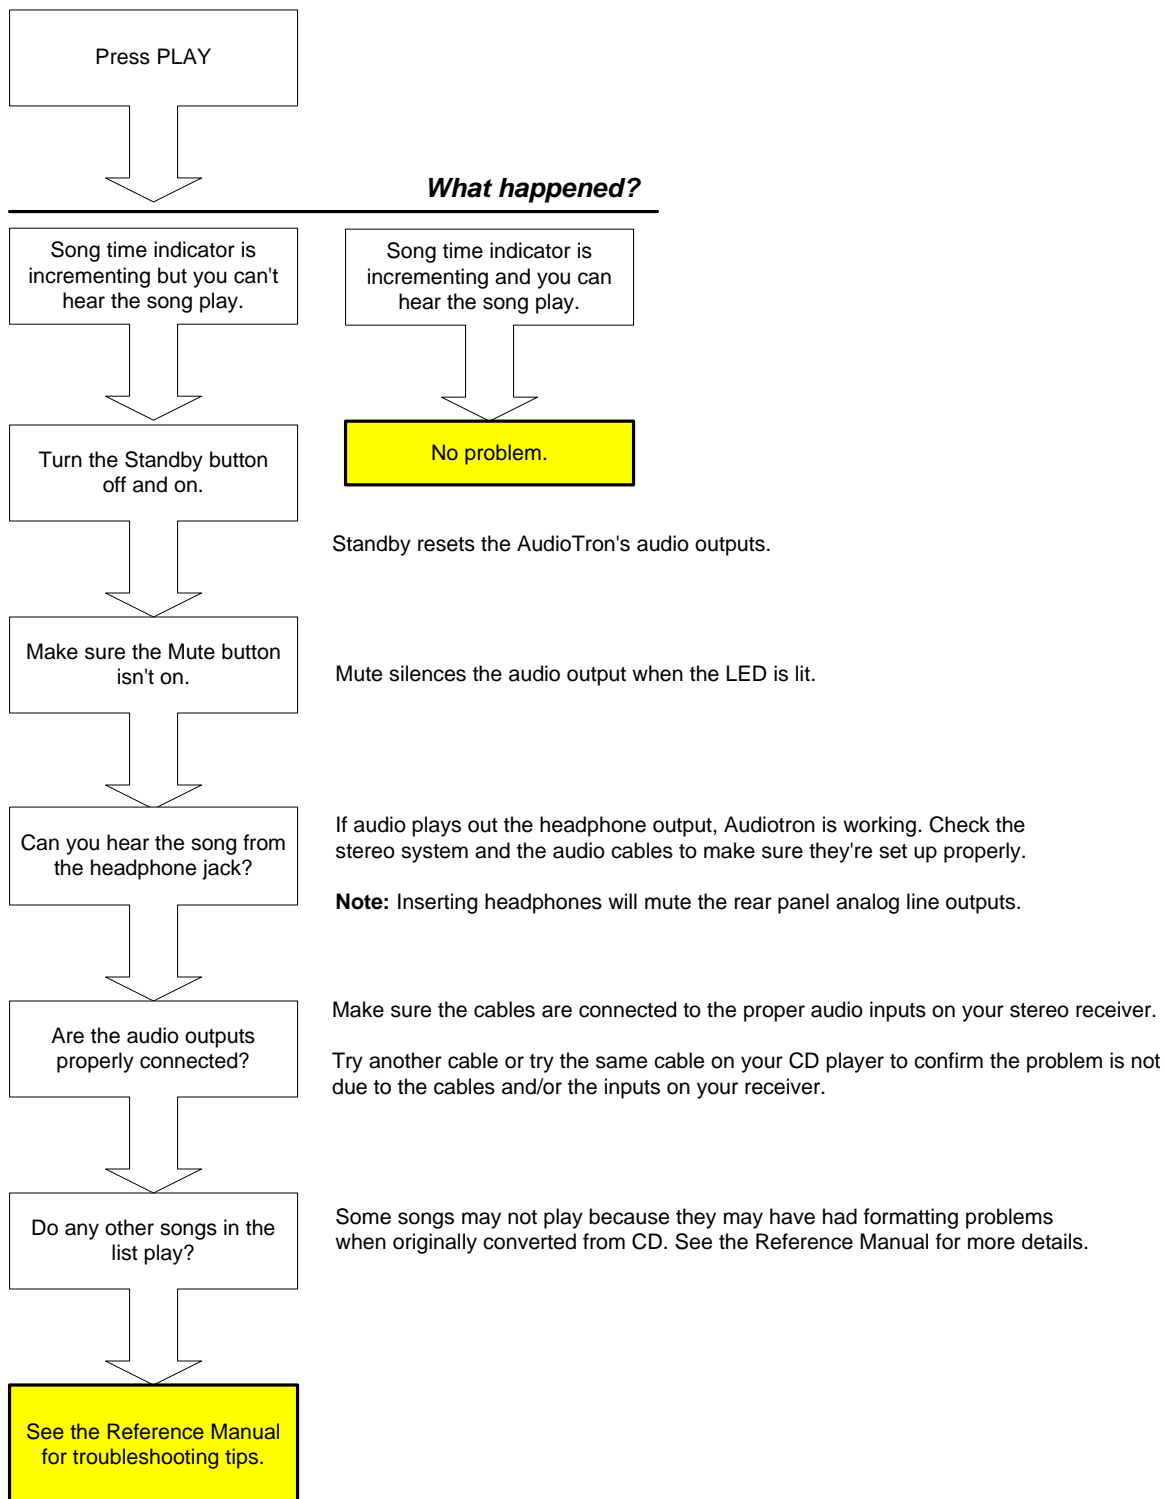 Press PLAY
What happened?
Song time indicator is
incrementing but you can't
hear the song play.
Song time indicator is
incrementing and you can
hear the song play.
Turn the Standby button
off and on.
No problem.
Standby resets the AudioTron's audio outputs.
Make sure the Mute button
isn't on.
Mute silences the audio output when the LED is lit.
Can you hear the song from
the headphone jack?
If audio plays out the headphone output, Audiotron is working. Check the
stereo system and the audio cables to make sure they're set up properly.
Note: Inserting headphones will mute the rear panel analog line outputs.
Are the audio outputs
properly connected?
Make sure the cables are connected to the proper audio inputs on your stereo receiver.
Try another cable or try the same cable on your CD player to confirm the problem is not
due to the cables and/or the inputs on your receiver.
Do any other songs in the
list play?
Some songs may not play because they may have had formatting problems
when originally converted from CD. See the Reference Manual for more details.
See the Reference Manual
for troubleshooting tips.